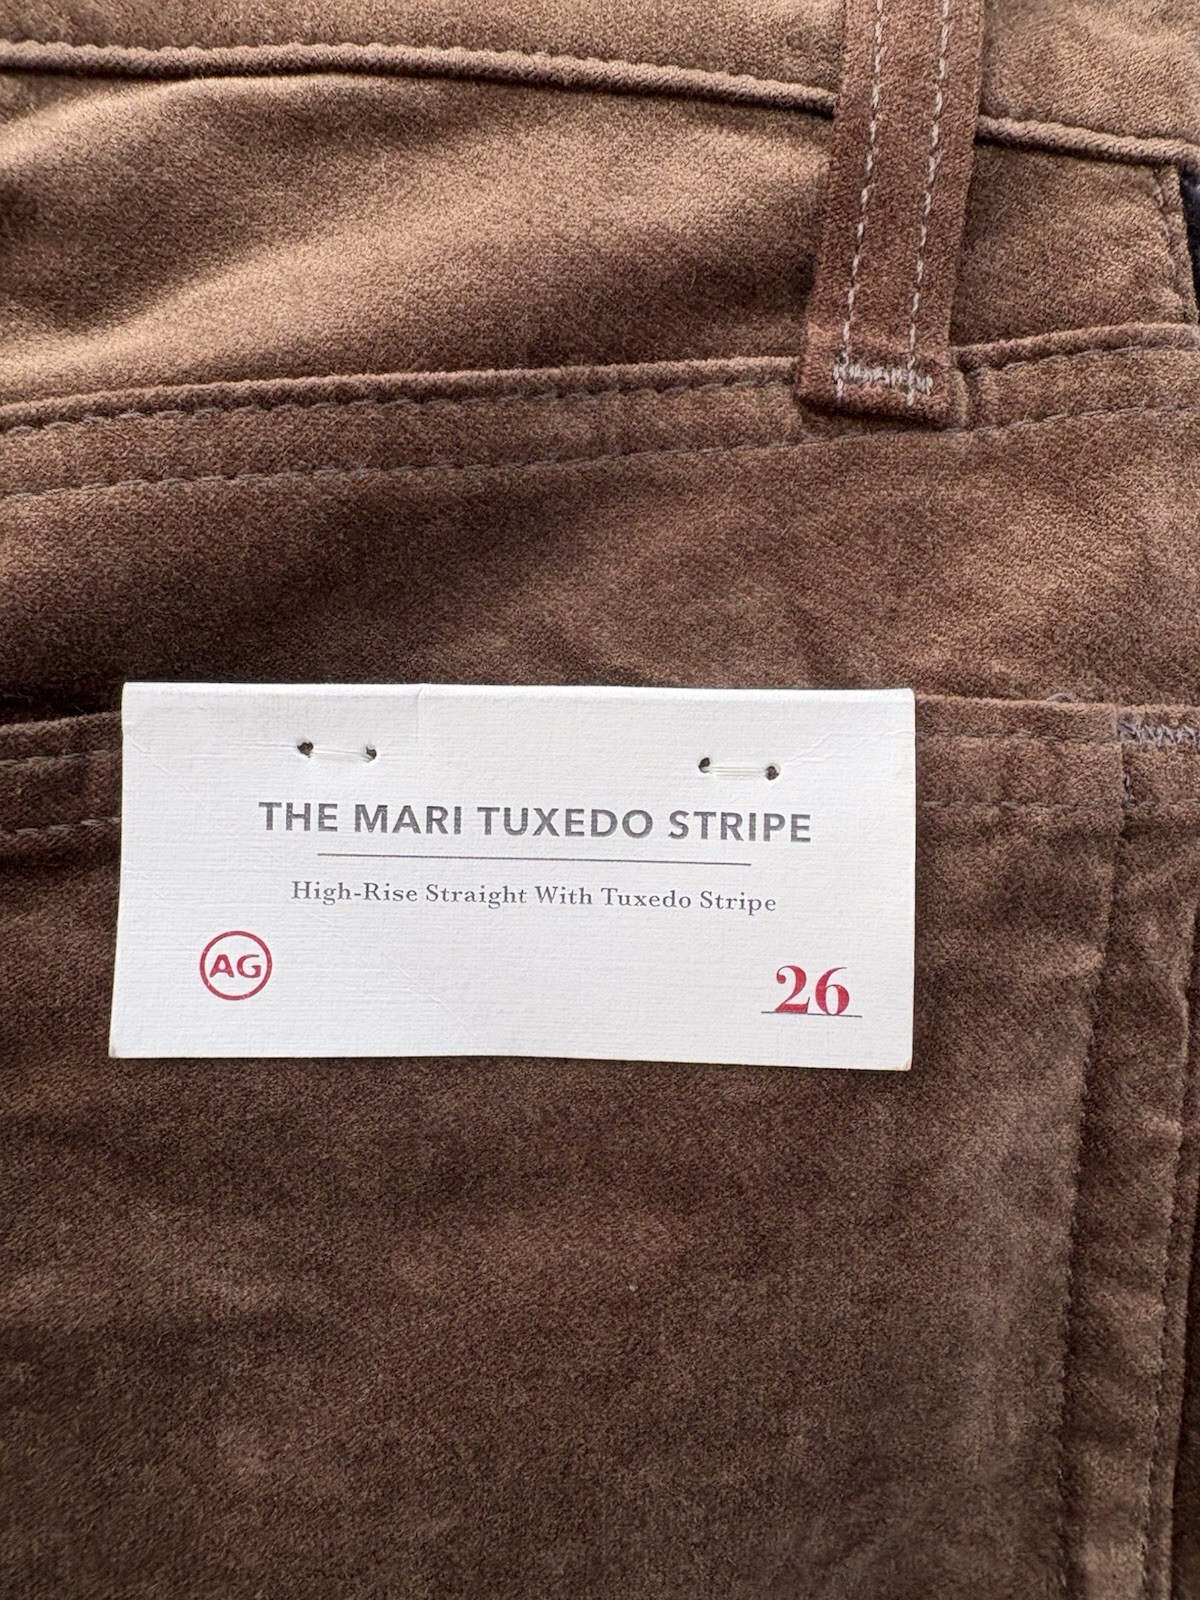 THE MARI TUXEDO STRIPE
High-Rise Straight With Tuxedo Stripe
AG
26